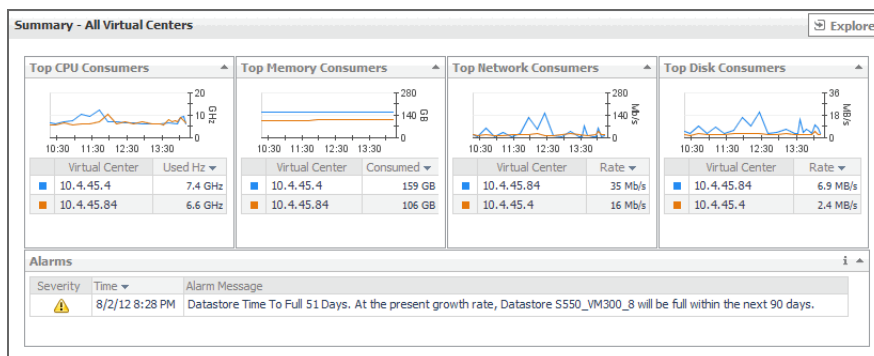 Summary - All Virtual Centers
Explore
Top CPU Consumers
20
10
0
GHz
10:30 11:30 12:30 13:30
Virtual Center Used Hz
10.4.45.4 7.4 GHz
10.4.45.84 6.6 GHz
Top Memory Consumers
280
140
0
GB
10:30 11:30 12:30 13:30
Virtual Center Consumed
10.4.45.4 159 GB
10.4.45.84 106 GB
Top Network Consumers
280
140
0
Mb/s
10:30 11:30 12:30 13:30
Virtual Center Rate
10.4.45.84 35 Mb/s
10.4.45.4 16 Mb/s
Top Disk Consumers
36
18
0
MB/s
10:30 11:30 12:30 13:30
Virtual Center Rate
10.4.45.84 6.9 MB/s
10.4.45.4 2.4 MB/s
Alarms
i
Severity Time Alarm Message
8/2/12 8:28 PM Datastore Time To Full 51 Days. At the present growth rate, Datastore S550_VM300_8 will be full within the next 90 days.